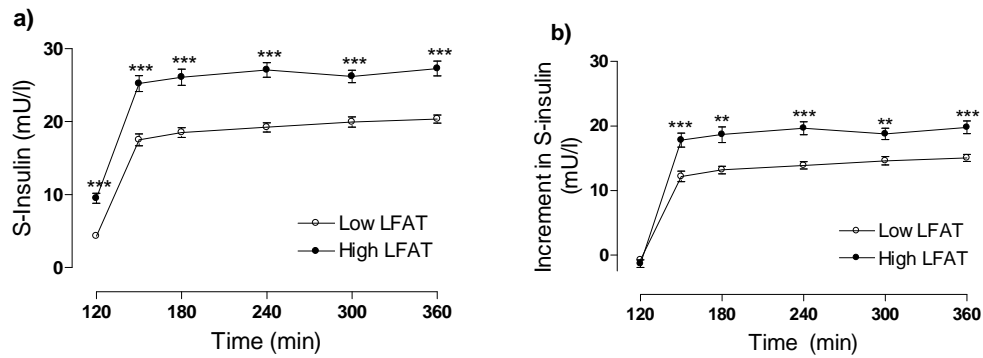 a)
S-Insulin (mU/l)
30
20
10
0
***
***
***
***
***
***
Low LFAT
High LFAT
120
180
240
300
360
Time (min)
b)
Increment in S-insulin
(mU/l)
30
20
10
0
***
**
***
**
***
Low LFAT
High LFAT
120
180
240
300
360
Time (min)